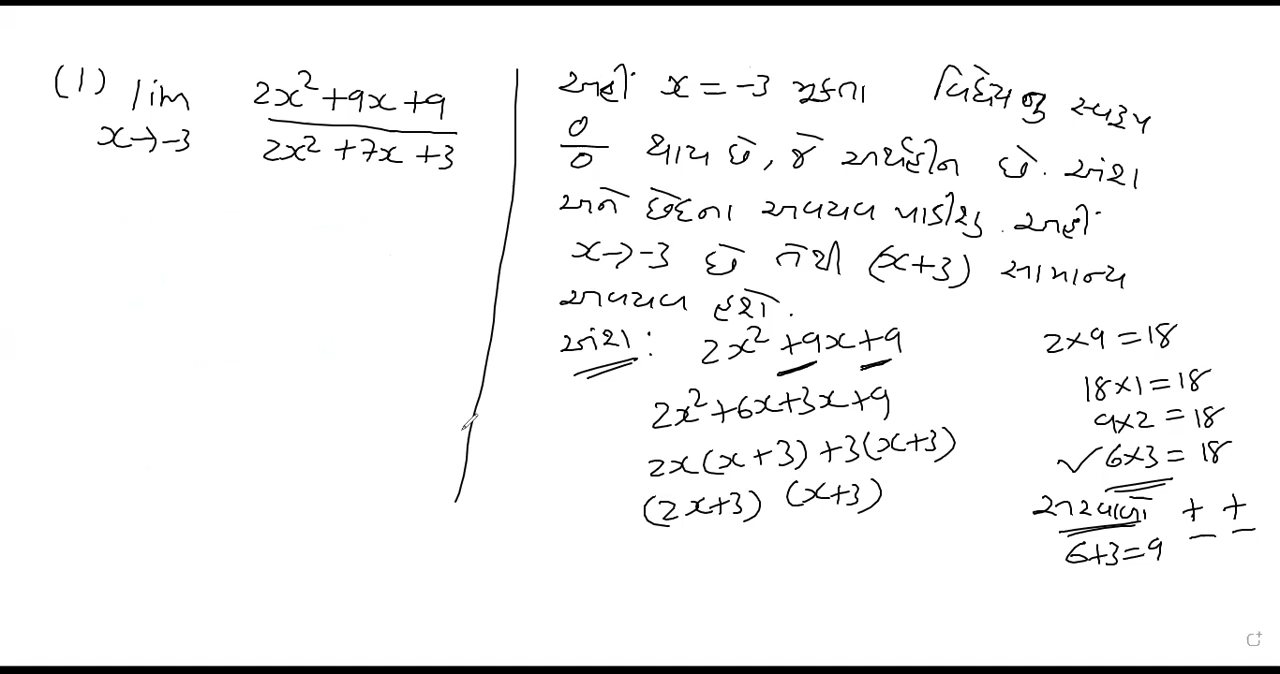 (1) lim 2x²+9x+9
x→-3 2x²+7x+3
અહીં x = -3 મૂકતા વિધેયનુ સ્વરૂપ
0/0 થાય છે, જે અર્થહીન છે. અંશ
અને છેદના અવયવ પાડીશુ. અહીં
x→-3 છે તેથી (x+3) સામાન્ય
અવયવ હશે.
અંશ : 2x²+9x+9
2x²+6x+3x+9
2x(x+3)+3(x+3)
(2x+3) (x+3)
2×9=18
18×1=18
9×2=18
✓6×3=18
સરવાળો + +
6+3=9